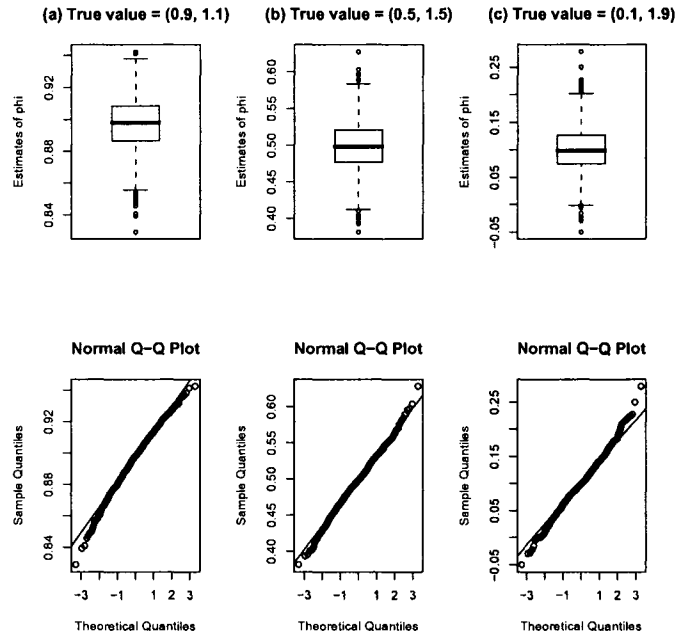 (a) True value = (0.9, 1.1)
(b) True value = (0.5, 1.5)
(c) True value = (0.1, 1.9)
Estimates of phi
0.84 0.88 0.92
Estimates of phi
0.40 0.45 0.50 0.55 0.60
Estimates of phi
-0.05 0.05 0.15 0.25
Normal Q-Q Plot
Normal Q-Q Plot
Normal Q-Q Plot
Sample Quantiles
0.84 0.88 0.92
-3 -1 1 2 3
Theoretical Quantiles
Sample Quantiles
0.40 0.45 0.50 0.55 0.60
-3 -1 1 2 3
Theoretical Quantiles
Sample Quantiles
-0.05 0.05 0.15 0.25
-3 -1 1 2 3
Theoretical Quantiles